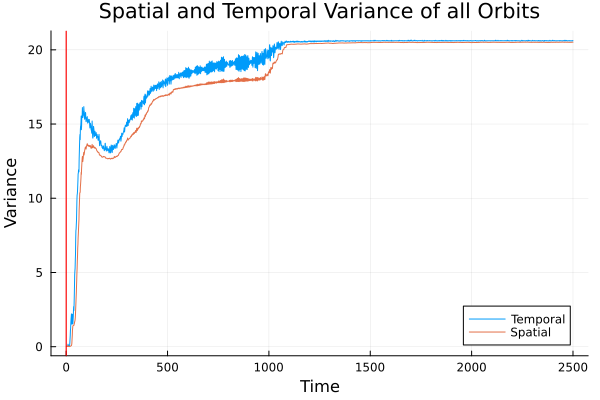 Spatial and Temporal Variance of all Orbits
20
15
10
5
0
Variance
Temporal
Spatial
0 500 1000 1500 2000 2500
Time